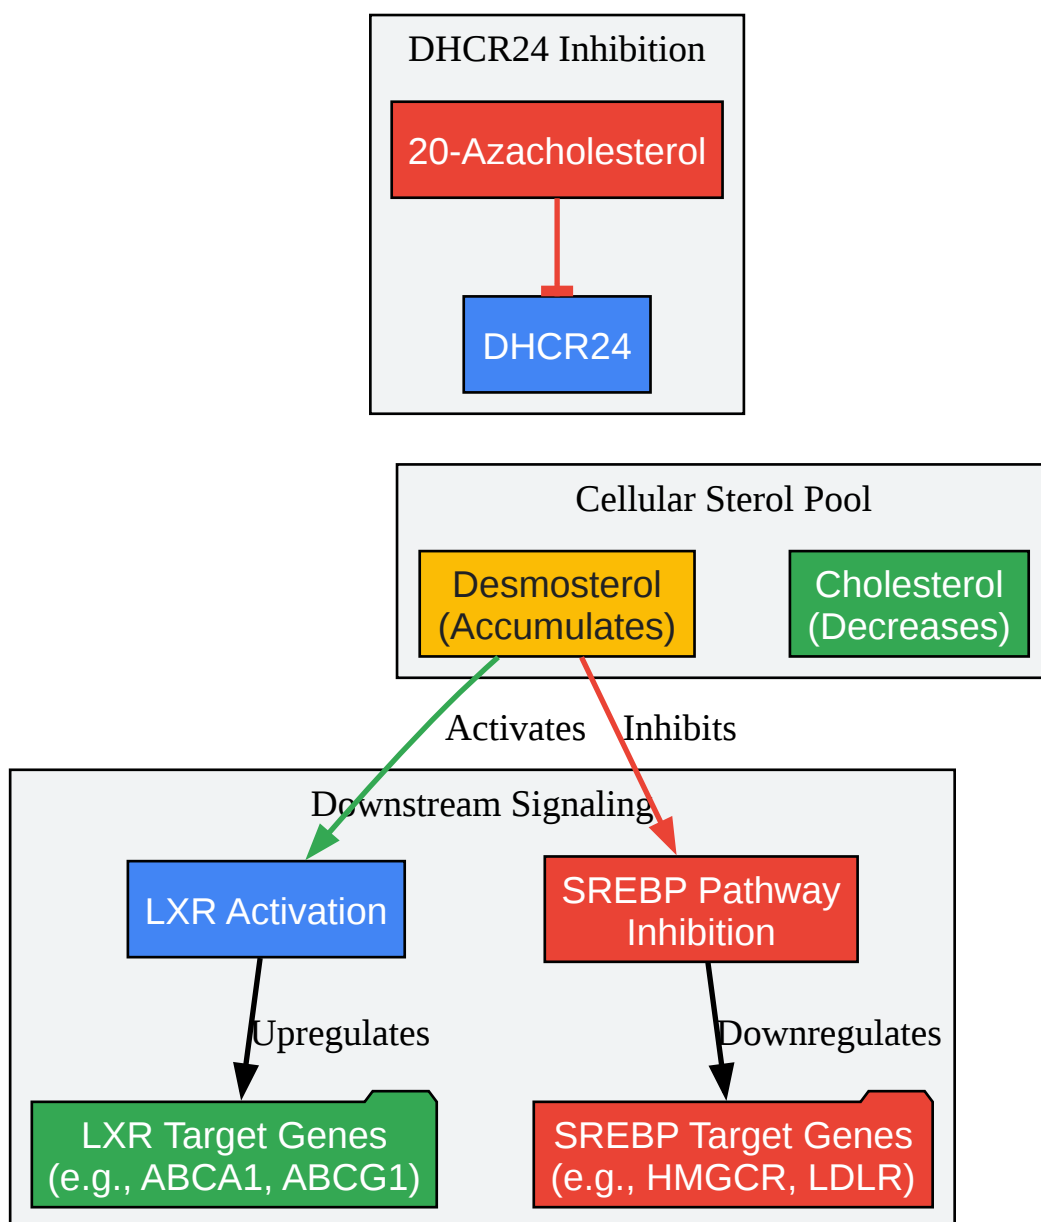 DHCR24 Inhibition
20-Azacholesterol
DHCR24
Cellular Sterol Pool
Desmosterol
(Accumulates)
Cholesterol
(Decreases)
Activates
Inhibits
Downstream Signaling
LXR Activation
SREBP Pathway
Inhibition
Upregulates
Downregulates
LXR Target Genes
(e.g., ABCA1, ABCG1)
SREBP Target Genes
(e.g., HMGCR, LDLR)